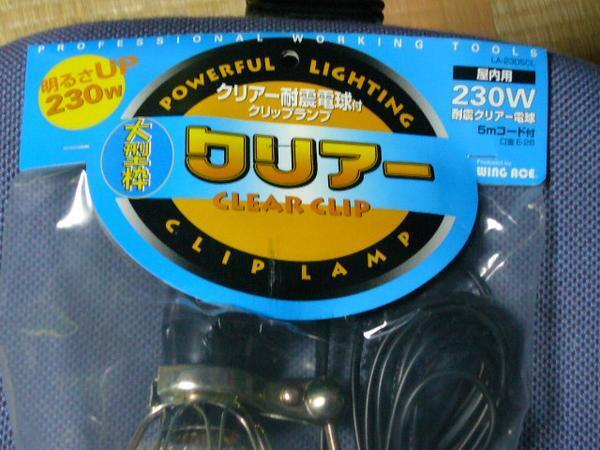 PROFESSIONAL WORKING TOOLS
LA-2305CL
明るさUP
230W
POWERFUL LIGHTING
クリアー耐震電球付
クリップランプ
大型枠
クリアー
CLEAR CLIP
CLIP LAMP
屋内用
230W
耐震クリアー電球
5mコード付
口金E-26
Produced by
WING ACE.